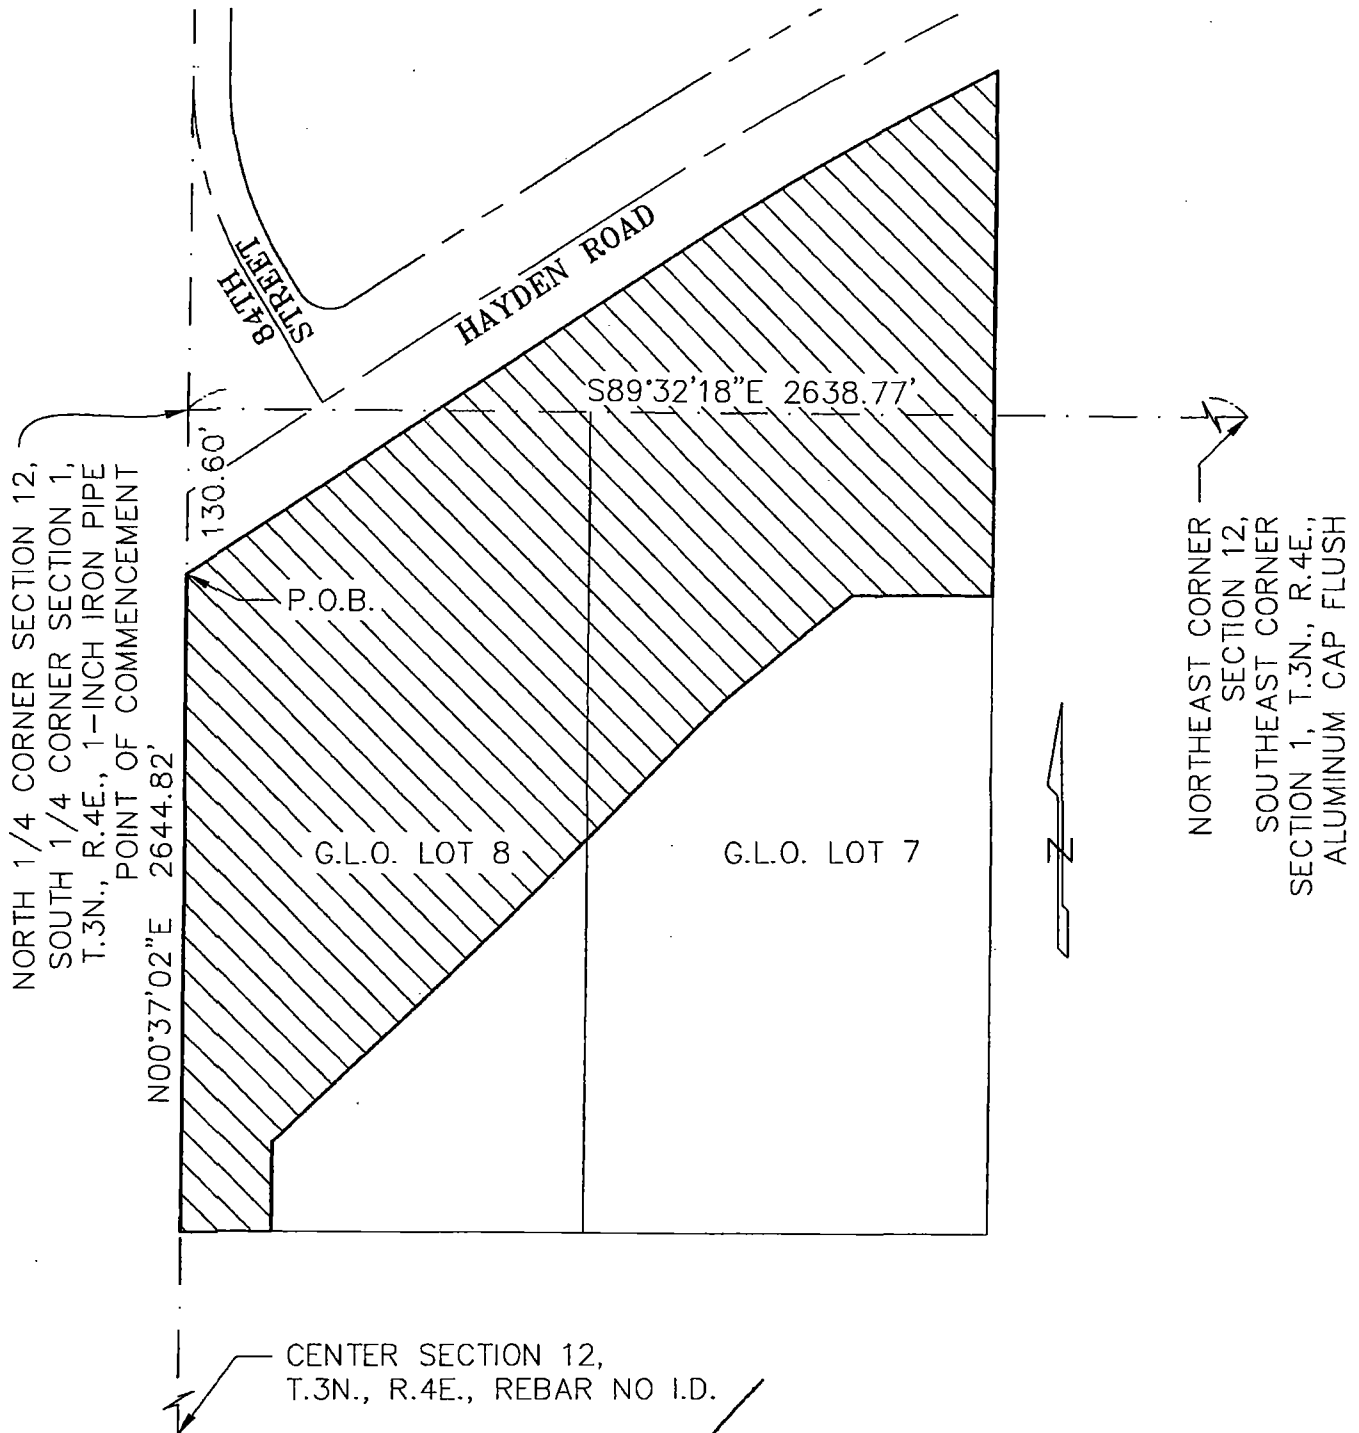 84TH
STREET
HAYDEN ROAD
S89°32'18"E 2638.77'
130.60'
NORTH 1/4 CORNER SECTION 12,
SOUTH 1/4 CORNER SECTION 1,
T.3N., R.4E., 1-INCH IRON PIPE
POINT OF COMMENCEMENT
P.O.B.
N00°37'02"E 2644.82'
G.L.O. LOT 8
G.L.O. LOT 7
N
NORTHEAST CORNER
SECTION 12,
SOUTHEAST CORNER
SECTION 1, T.3N., R.4E.,
ALUMINUM CAP FLUSH
CENTER SECTION 12,
T.3N., R.4E., REBAR NO I.D.